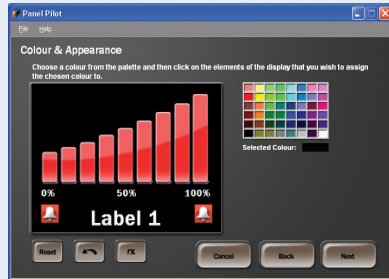 Panel Pilot
File Help
Colour & Appearance
Choose a colour from the palette and then click on the elements of the display that you wish to assign
the chosen colour to.
Selected Colour:
0% 50% 100%
Label 1
Reset fX Cancel Back Next